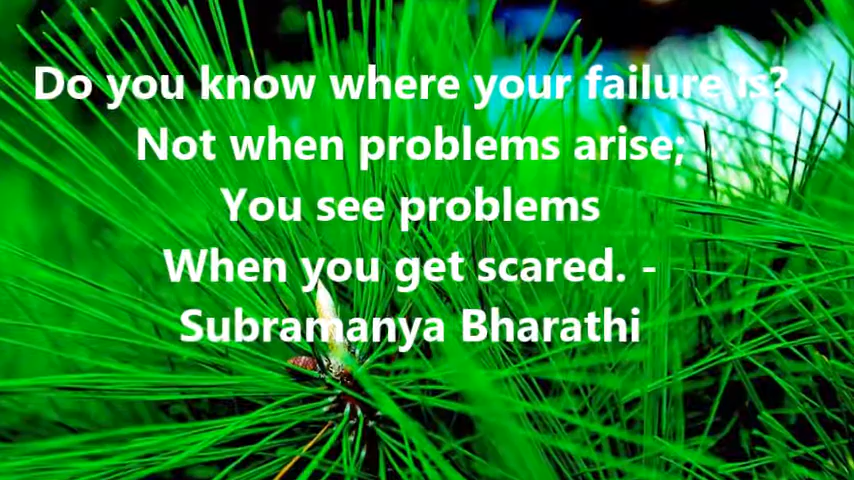 Do you know where your failure is?
Not when problems arise;
You see problems
When you get scared. -
Subramanya Bharathi